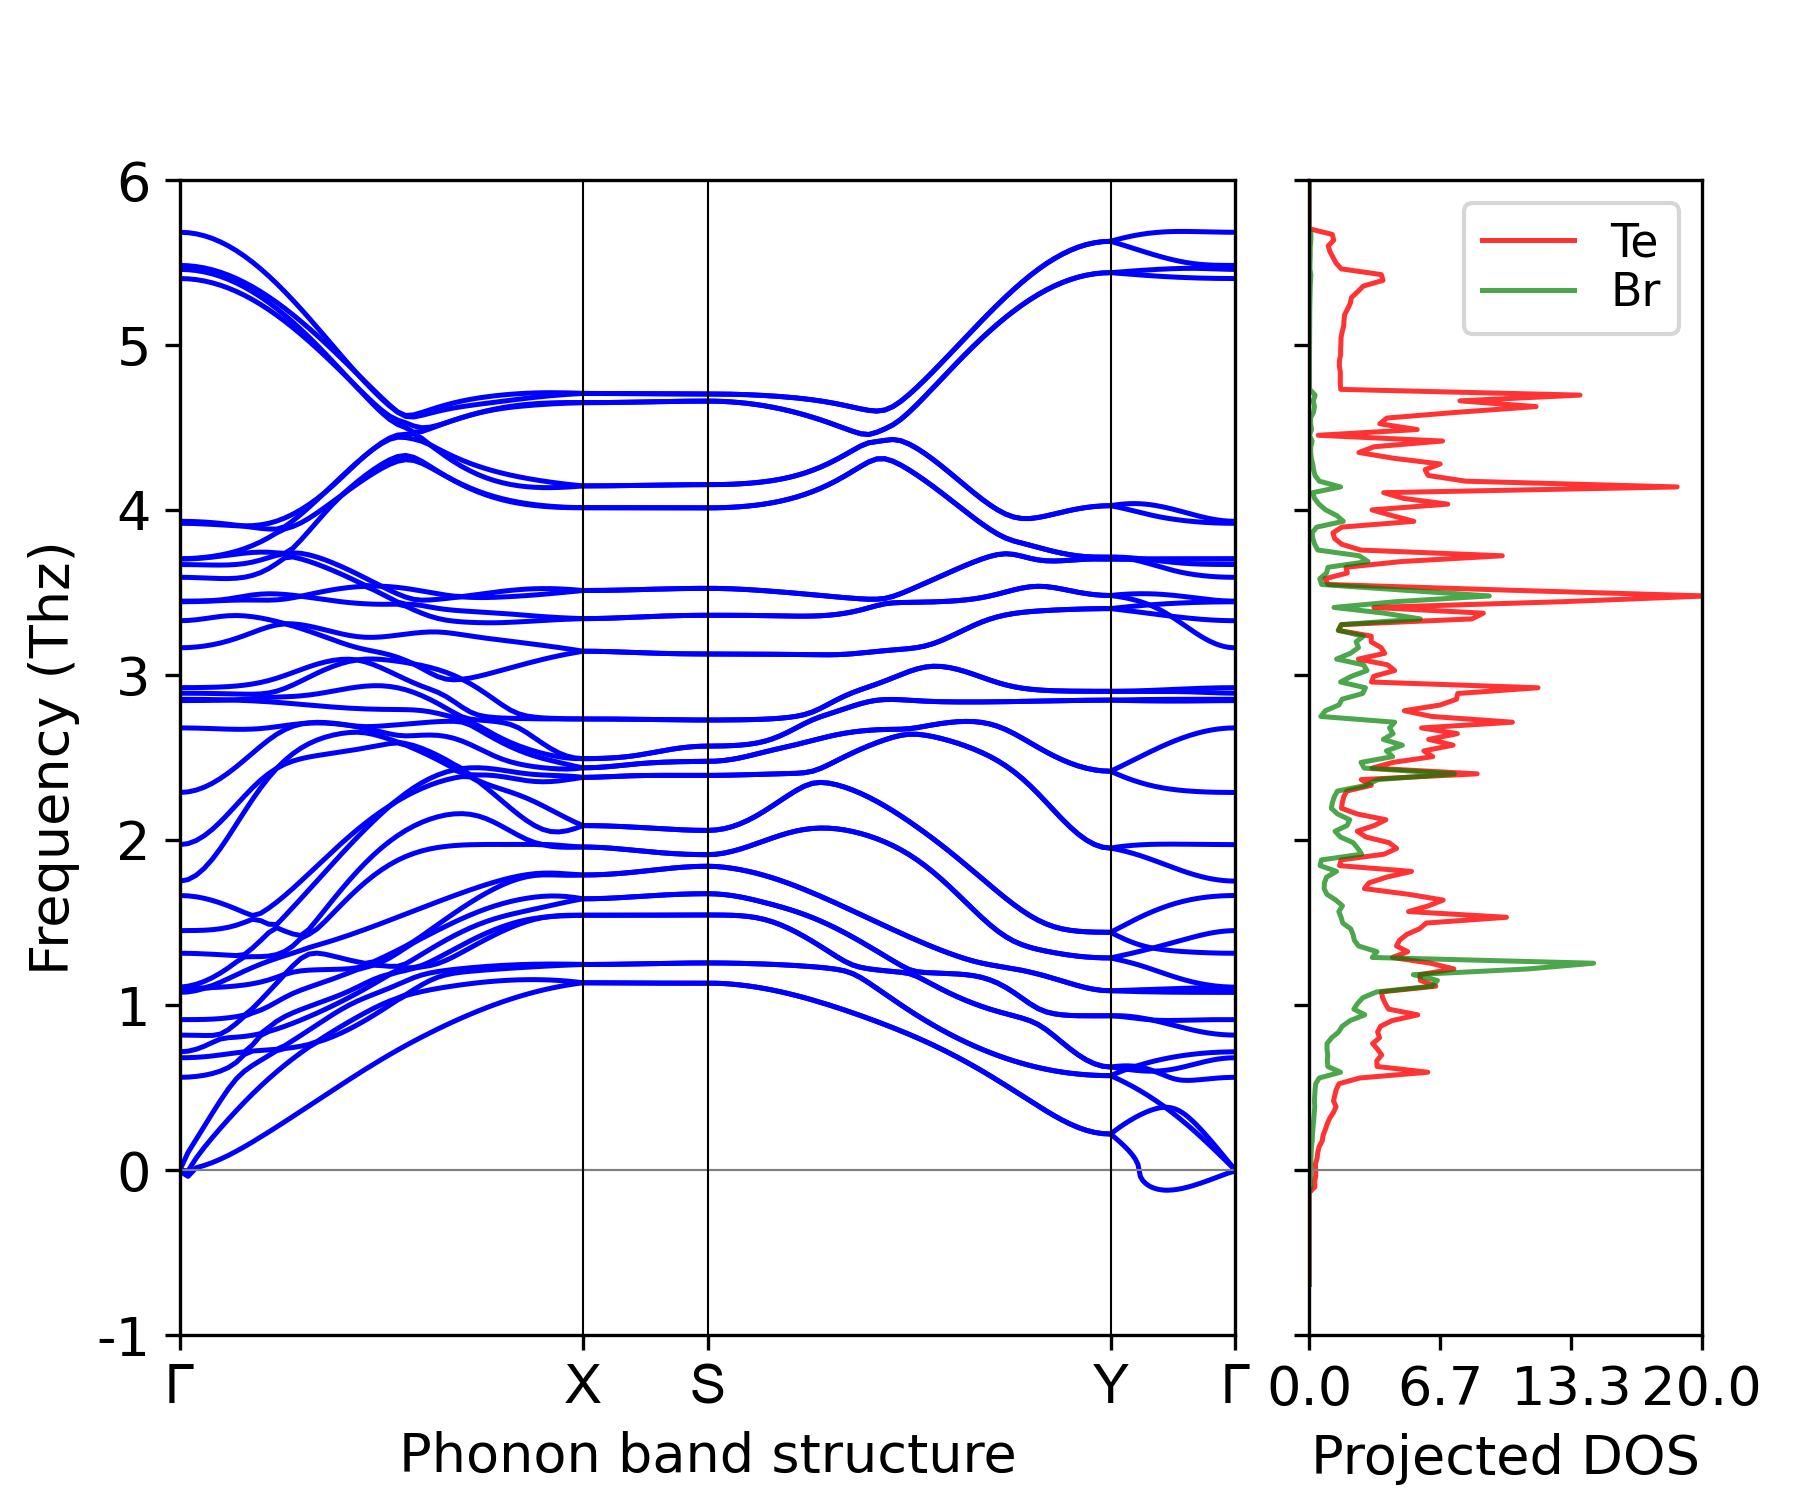 6
5
4
3
2
1
0
-1
Frequency (Thz)
Γ X S Y Γ
Phonon band structure
Te
Br
0.0 6.7 13.3 20.0
Projected DOS